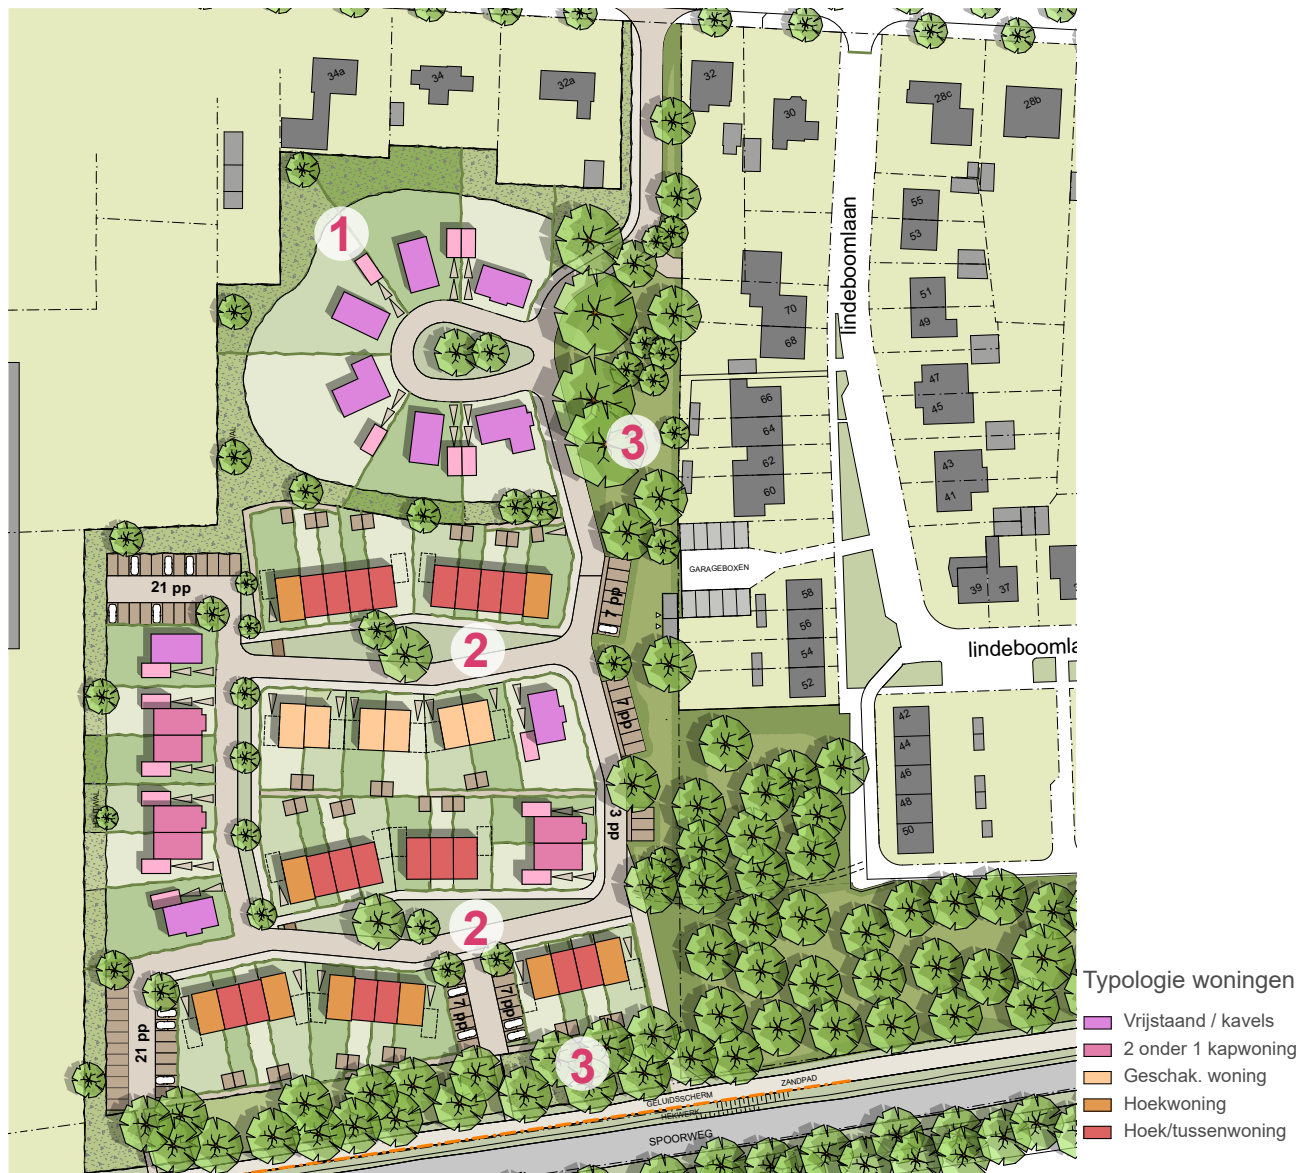 34a
34
32a
32
30
28c
28b
1
55
53
lindeboomlaan
51
49
70
68
47
45
66
64
62
60
3
43
41
GARAGEBOXEN
39
37
21 pp
7 pp
58
56
54
52
2
lindeboomla
7 pp
42
44
46
48
50
3 pp
2
21 pp
7 pp
7 pp
3
ZANDPAD
GELUIDSSCHERM
HEKWERK
SPOORWEG
Typologie woningen
Vrijstaand / kavels
2 onder 1 kapwoning
Geschak. woning
Hoekwoning
Hoek/tussenwoning